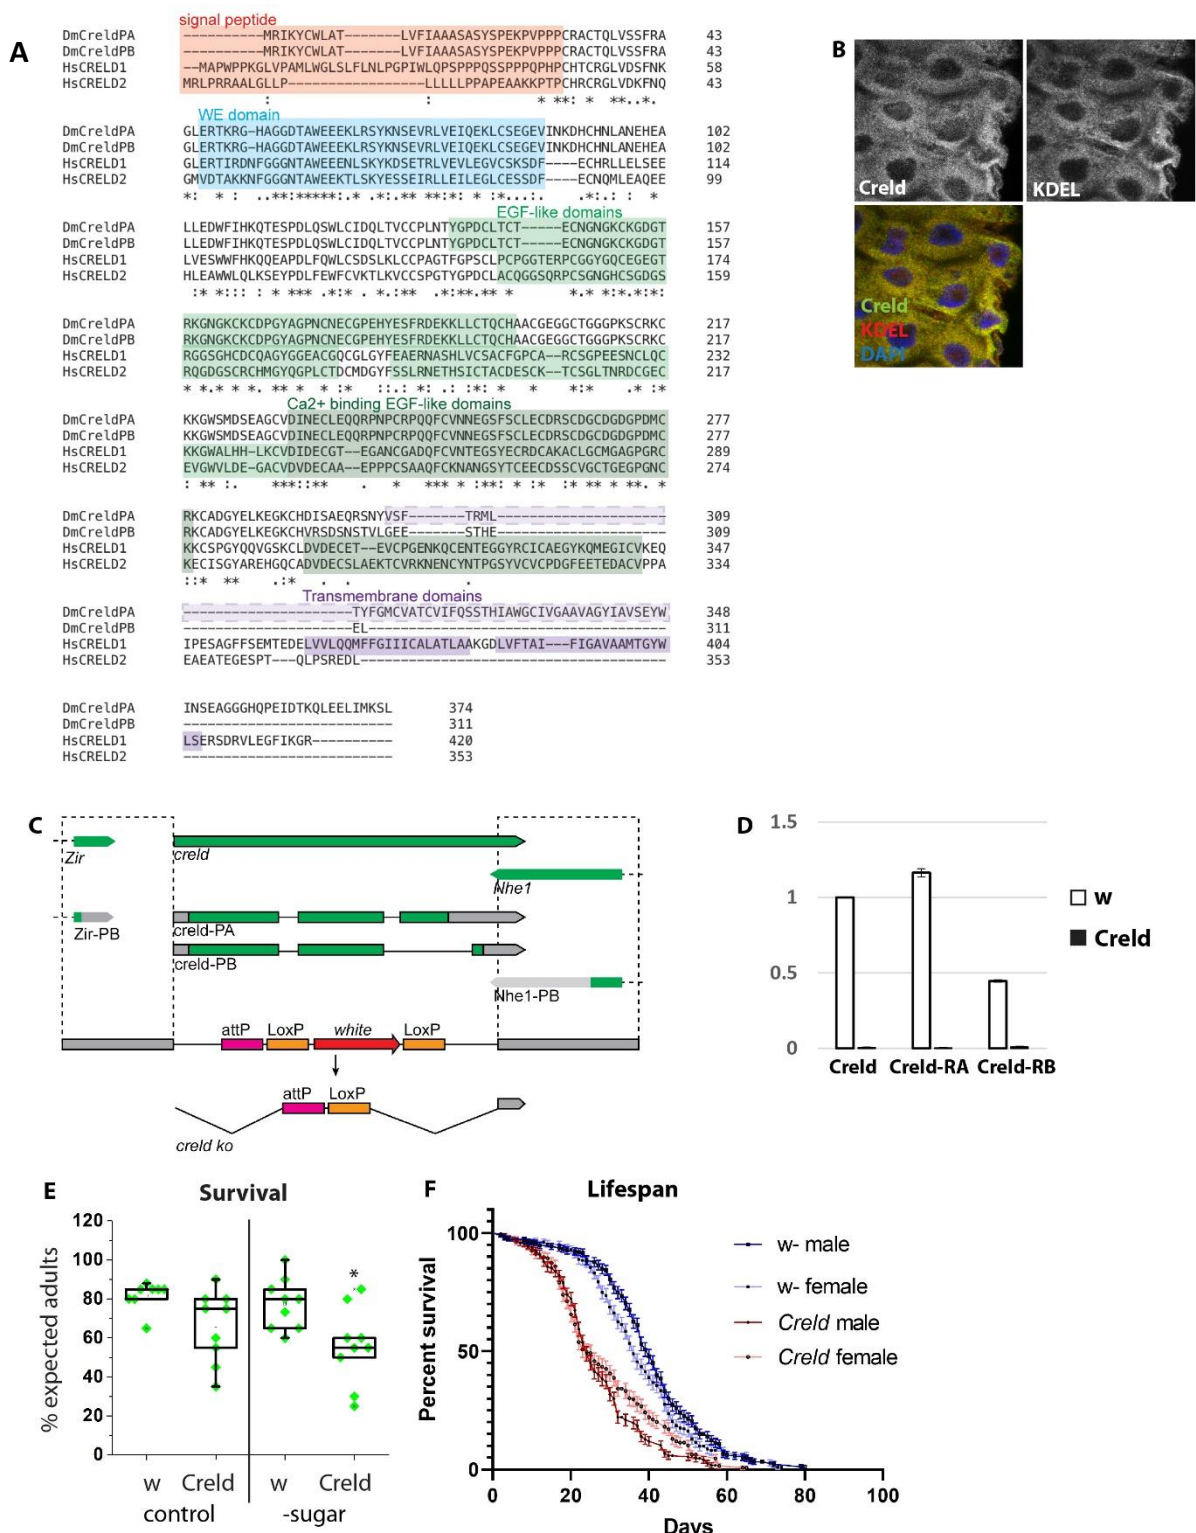 A
signal peptide
DmCreldPA ----------MRIKYCWLAT-------LVFIAAASASYSPEKPVPPPCRACTQLVSSFRA 43
DmCreldPB ----------MRIKYCWLAT-------LVFIAAASASYSPEKPVPPPCRACTQLVSSFRA 43
HsCRELD1 --MAPWPPKGLVPAMLWGLSLFLNLPGPIWLQPSPPPQSSPPPQPHPCHTCRGLVDSFNK 58
HsCRELD2 MRLPRRAALGLLP-----------------LLLLLPPAPEAAKKPTPCHRCRGLVDKFNQ 43
: : * ** :* **..*.
WE domain
DmCreldPA GLERTKRG-HAGGDTAWEEEKLRSYKNSEVRLVEIQEKLCSEGEVINKDHCHNLANEHEA 102
DmCreldPB GLERTKRG-HAGGDTAWEEEKLRSYKNSEVRLVEIQEKLCSEGEVINKDHCHNLANEHEA 102
HsCRELD1 GLERTIRDNFGGGNTAWEEENLSKYKDSETRLVEVLEGVCSKSDF----ECHRLLELSEE 114
HsCRELD2 GMVDTAKKNFGGGNTAWEEKTLSKYESSEIRLLEILEGLCESSDF----ECNQMLEAQEE 99
*: * : ..**:*****:.* .*:.** **:*: * :*....: .*:.: : *
EGF-like domains
DmCreldPA LLEDWFIHKQTESPDLQSWLCIDQLTVCCPLNTYGPDCLTCT-----ECNGNGKCKGDGT 157
DmCreldPB LLEDWFIHKQTESPDLQSWLCIDQLTVCCPLNTYGPDCLTCT-----ECNGNGKCKGDGT 157
HsCRELD1 LVESWWFHKQQEAPDLFQWLCSDSLKLCCPAGTFGPSCLPCPGGTERPCGGYGQCEGEGT 174
HsCRELD2 HLEAWWLQLKSEYPDLFEWFCVKTLKVCCSPGTYGPDCLACQGGSQRPCSGNGHCSGDGS 159
:* *::: : * *** .*:* . *.:** .*:**.** * *.* *:*.*:*:
DmCreldPA RKGNGKCKCDPGYAGPNCNECGPEHYESFRDEKKLLCTQCHAACGEGGCTGGGPKSCRKC 217
DmCreldPB RKGNGKCKCDPGYAGPNCNECGPEHYESFRDEKKLLCTQCHAACGEGGCTGGGPKSCRKC 217
HsCRELD1 RGGSGHCDCQAGYGGEACGQCGLGYFEAERNASHLVCSACFGPCA--RCSGPEESNCLQC 232
HsCRELD2 RQGDGSCRCHMGYQGPLCTDCMDGYFSSLRNETHSICTACDESCK--TCSGLTNRDCGEC 217
* *.* * * ** * * :* ::.: *: .: :*: * * *:* .* :*
Ca2+ binding EGF-like domains
DmCreldPA KKGWSMDSEAGCVDINECLEQQRPNPCRPQQFCVNNEGSFSCLECDRSCDGCDGDGPDMC 277
DmCreldPB KKGWSMDSEAGCVDINECLEQQRPNPCRPQQFCVNNEGSFSCLECDRSCDGCDGDGPDMC 277
HsCRELD1 KKGWALHH-LKCVDIDECGT--EGANCGADQFCVNTEGSYECRDCAKACLGCMGAGPGRC 289
HsCRELD2 EVGWVLDE-GACVDVDECAA--EPPPCSAAQFCKNANGSYTCEECDSSCVGCTGEGPGNC 274
: ** :. ***::** . * *** * :**: * :* :* ** * **. *
DmCreldPA RKCADGYELKEGKCHDISAEQRSNYVSF-------TRML--------------------- 309
DmCreldPB RKCADGYELKEGKCHVRSDSNSTVLGEE-------STHE--------------------- 309
HsCRELD1 KKCSPGYQQVGSKCLDVDECET--EVCPGENKQCENTEGGYRCICAEGYKQMEGICVKEQ 347
HsCRELD2 KECISGYAREHGQCADVDECSLAEKTCVRKNENCYNTPGSYVCVCPDGFEETEDACVPPA 334
::* ** .:* . . .
Transmembrane domains
DmCreldPA ---------------------TYFGMCVATCVIFQSSTHIAWGCIVGAAVAGYIAVSEYW 348
DmCreldPB ---------------------EL------------------------------------- 311
HsCRELD1 IPESAGFFSEMTEDELVVLQQMFFGIIICALATLAAKGDLVFTAI---FIGAVAAMTGYW 404
HsCRELD2 EAEATEGESPT---QLPSREDL-------------------------------------- 353
DmCreldPA INSEAGGGHQPEIDTKQLEELIMKSL 374
DmCreldPB -------------------------- 311
HsCRELD1 LSERSDRVLEGFIKGR---------- 420
HsCRELD2 -------------------------- 353
B
Creld
KDEL
Creld
KDEL
DAPI
C
Zir
creld
Nhe1
Zir-PB
creld-PA
creld-PB
Nhe1-PB
attP LoxP white LoxP
attP LoxP
creld ko
D
1.5
1
0.5
0
Creld Creld-RA Creld-RB
w
Creld
E
Survival
% expected adults
120
100
80
60
40
20
0
*
w Creld w Creld
control -sugar
F
Lifespan
Percent survival
100
50
0
0 20 40 60 80 100
Days
w- male
w- female
Creld male
Creld female